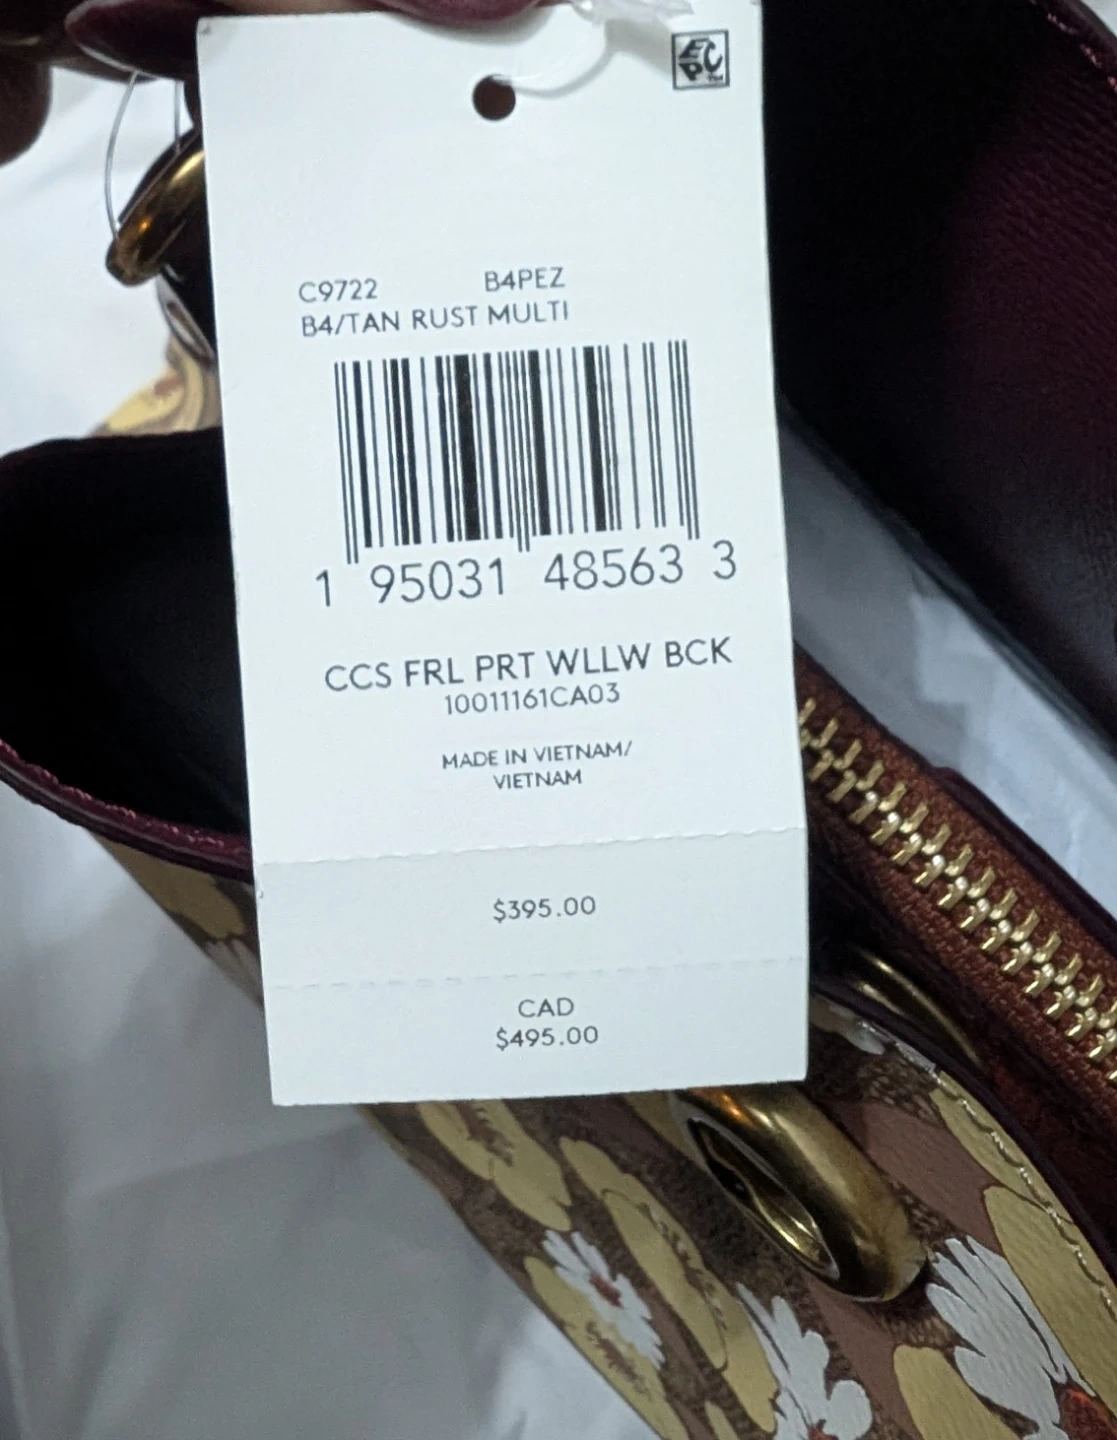 EPC
C9722 B4PEZ
B4/TAN RUST MULTI
1 95031 48563 3
CCS FRL PRT WLLW BCK
10011161CA03
MADE IN VIETNAM/
VIETNAM
$395.00
CAD
$495.00